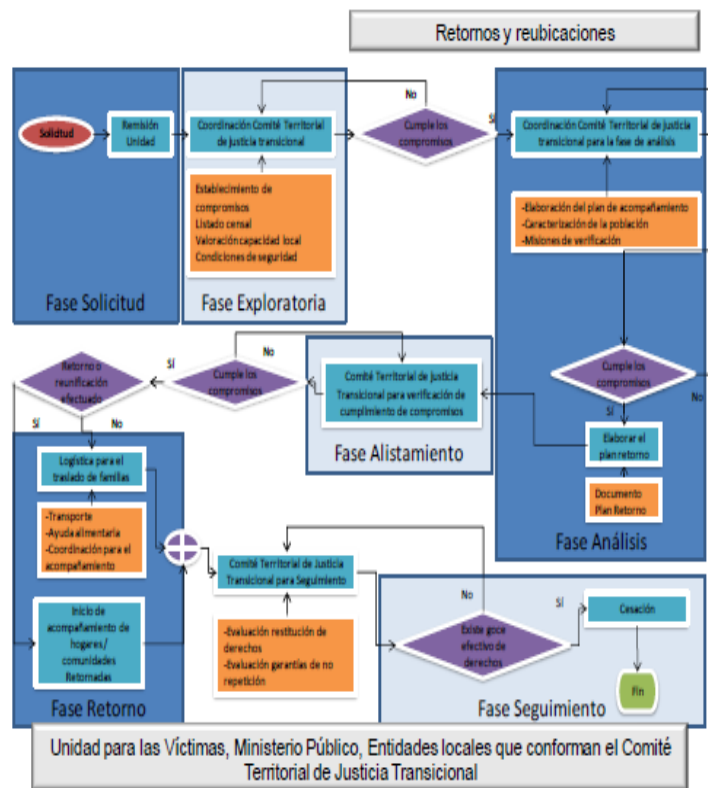 Retornos y reubicaciones
Solicitud
Remisión
Unidad
Fase Solicitud
Coordinación Comité Territorial
de justicia transicional
Establecimiento de
compromisos
Listado censal
Valoración capacidad local
Condiciones de seguridad
Fase Exploratoria
No
Cumple los
compromisos
Sí
Coordinación Comité Territorial de justicia
transicional para la fase de análisis
-Elaboración del plan de acompañamiento
-Caracterización de la población
-Misiones de verificación
Cumple los
compromisos
No
Sí
Elaborar el
plan retorno
Documento
Plan Retorno
Fase Análisis
Comité Territorial de Justicia
Transicional para verificación de
cumplimiento de compromisos
Fase Alistamiento
No
Cumple los
compromisos
Sí
Retorno o
reunificación
efectuado
Sí
No
Logística para el
traslado de familias
-Transporte
-Ayuda alimentaria
-Coordinación para el
acompañamiento
Inicio de
acompañamiento de
hogares/
comunidades
Retornadas
Fase Retorno
Comité Territorial de Justicia
Transicional para Seguimiento
-Evaluación restitución de
derechos
-Evaluación garantías de no
repetición
No
Existe goce
efectivo de
derechos
Sí
Cesación
Fin
Fase Seguimiento
Unidad para las Víctimas, Ministerio Público, Entidades locales que conforman el Comité
Territorial de Justicia Transicional